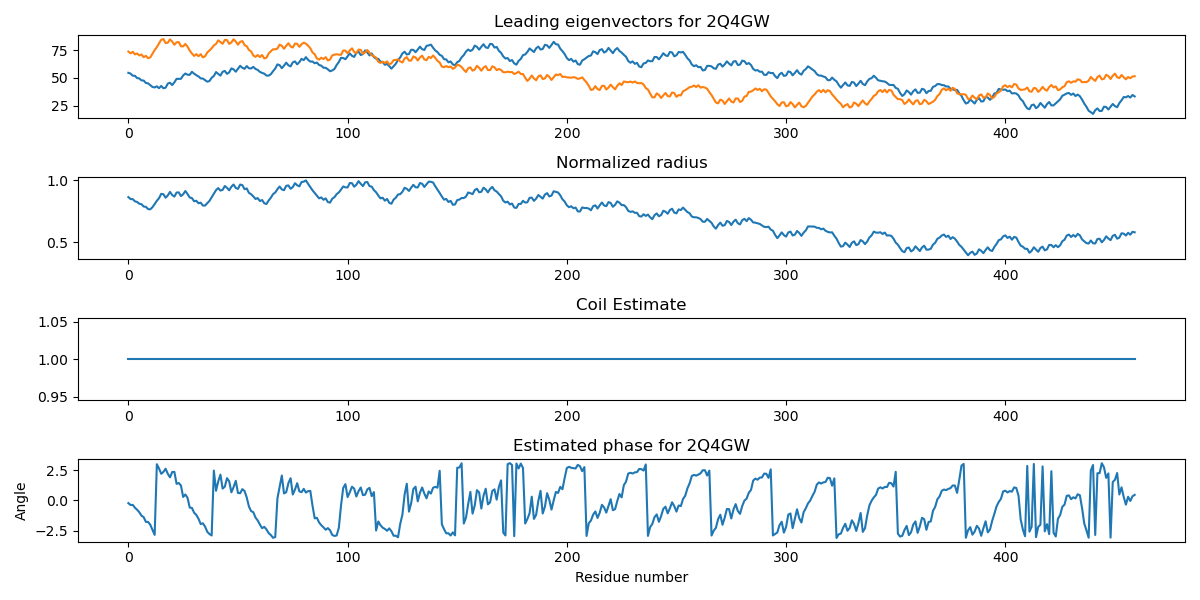 Leading eigenvectors for 2Q4GW
75
50
25
0 100 200 300 400
Normalized radius
1.0
0.5
0 100 200 300 400
Coil Estimate
1.05
1.00
0.95
0 100 200 300 400
Estimated phase for 2Q4GW
Angle
2.5
0.0
−2.5
0 100 200 300 400
Residue number